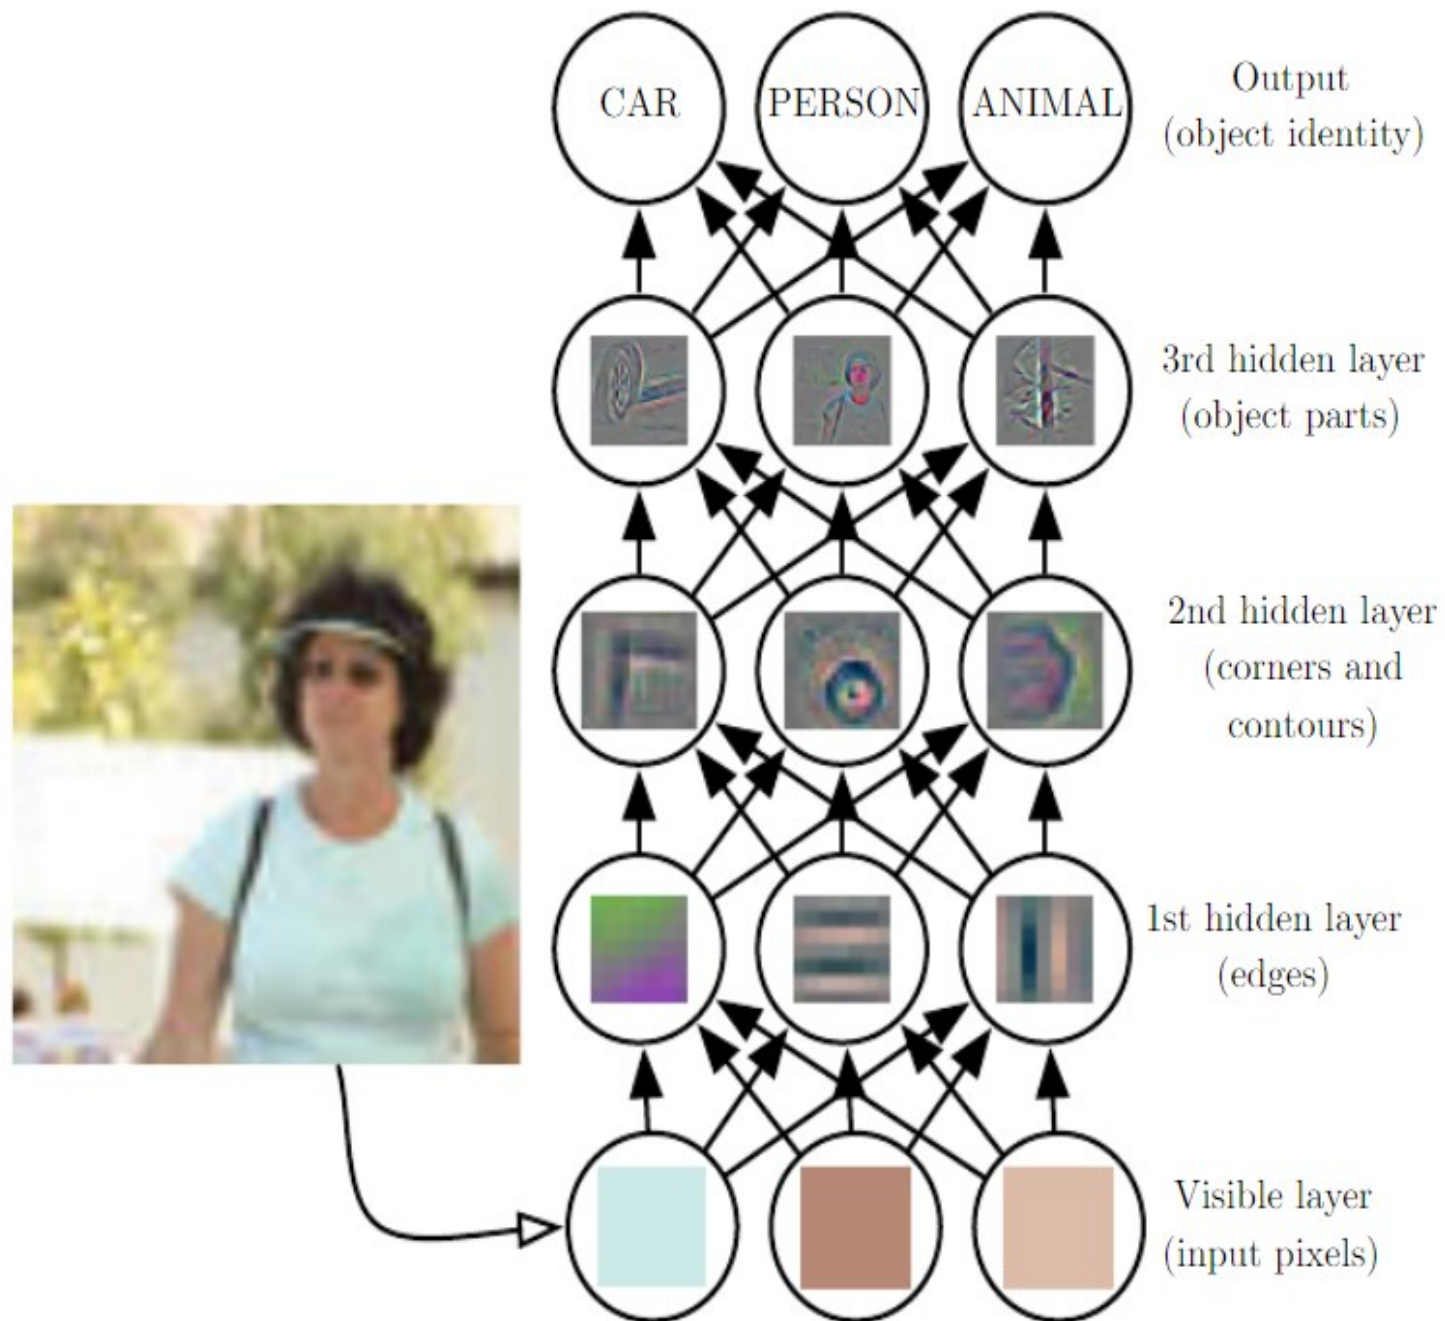 CAR
PERSON
ANIMAL
Output
(object identity)
3rd hidden layer
(object parts)
2nd hidden layer
(corners and
contours)
1st hidden layer
(edges)
Visible layer
(input pixels)